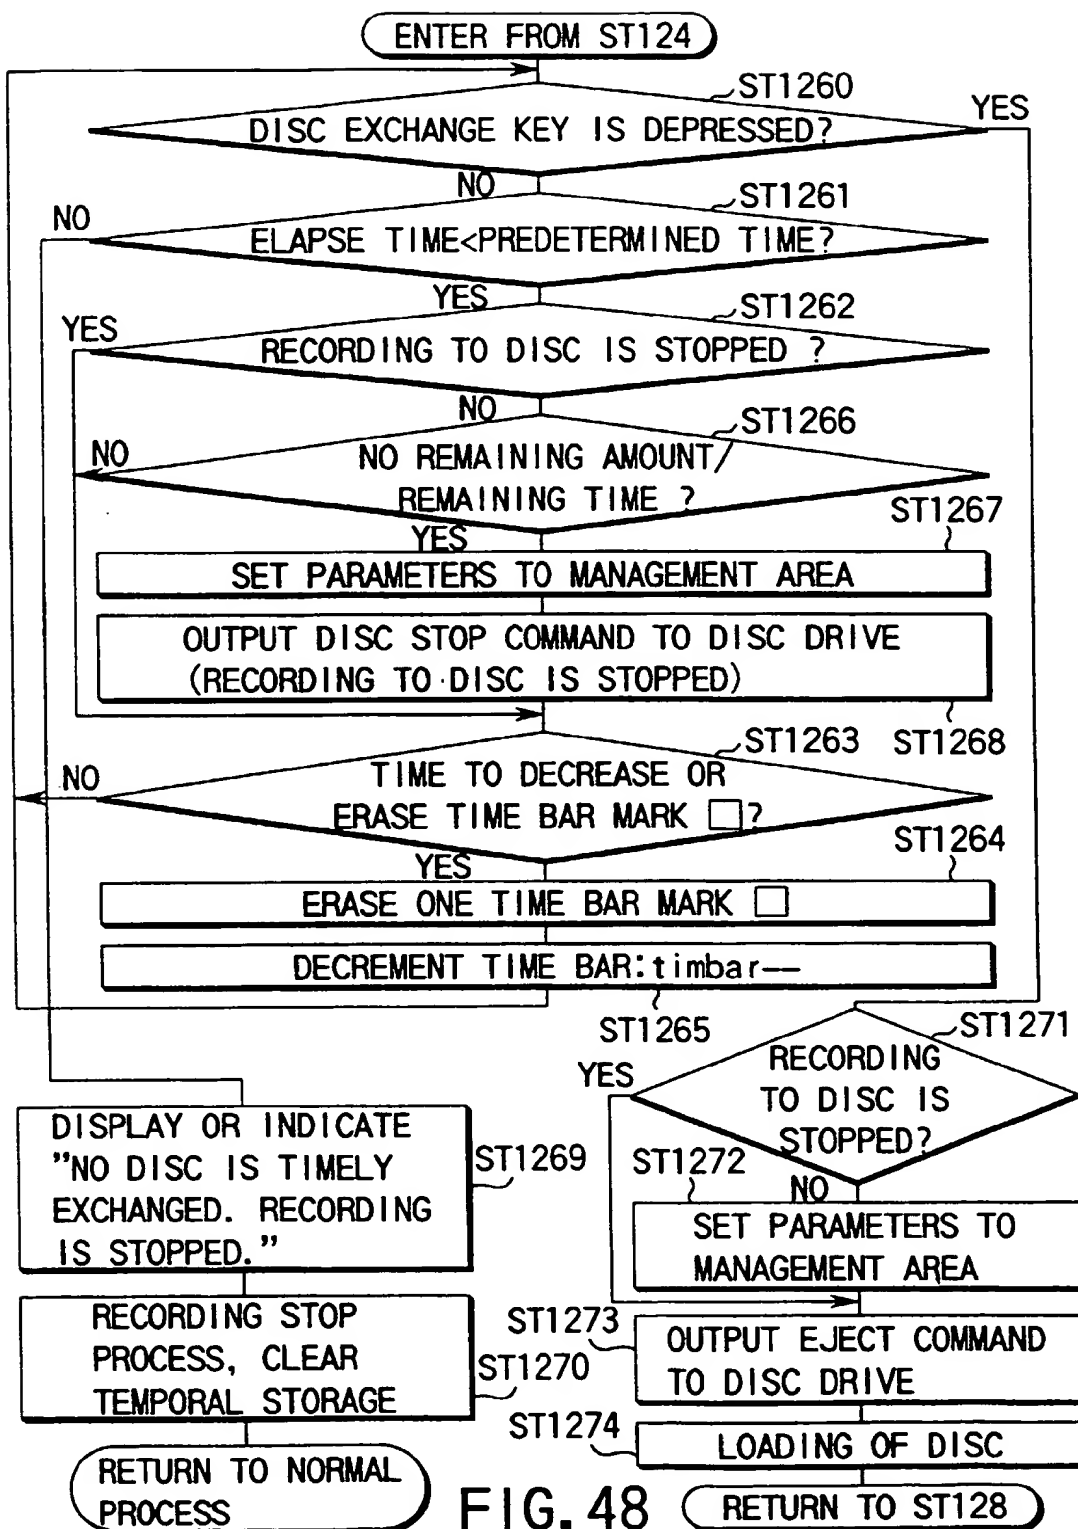 ENTER FROM ST124
ST1260
YES
DISC EXCHANGE KEY IS DEPRESSED?
NO
ST1261
NO
ELAPSE TIME<PREDETERMINED TIME?
YES
ST1262
YES
RECORDING TO DISC IS STOPPED ?
NO
ST1266
NO
NO REMAINING AMOUNT/
REMAINING TIME ?
YES
ST1267
SET PARAMETERS TO MANAGEMENT AREA
OUTPUT DISC STOP COMMAND TO DISC DRIVE
(RECORDING TO DISC IS STOPPED)
ST1268
ST1263
NO
TIME TO DECREASE OR
ERASE TIME BAR MARK □?
YES
ST1264
ERASE ONE TIME BAR MARK □
DECREMENT TIME BAR:timbar——
ST1265
ST1271
RECORDING
TO DISC IS
STOPPED?
YES
NO
ST1272
SET PARAMETERS TO
MANAGEMENT AREA
ST1273
OUTPUT EJECT COMMAND
TO DISC DRIVE
ST1274
LOADING OF DISC
RETURN TO ST128
DISPLAY OR INDICATE
"NO DISC IS TIMELY
EXCHANGED. RECORDING
IS STOPPED."
ST1269
RECORDING STOP
PROCESS, CLEAR
TEMPORAL STORAGE
ST1270
RETURN TO NORMAL
PROCESS
FIG. 48